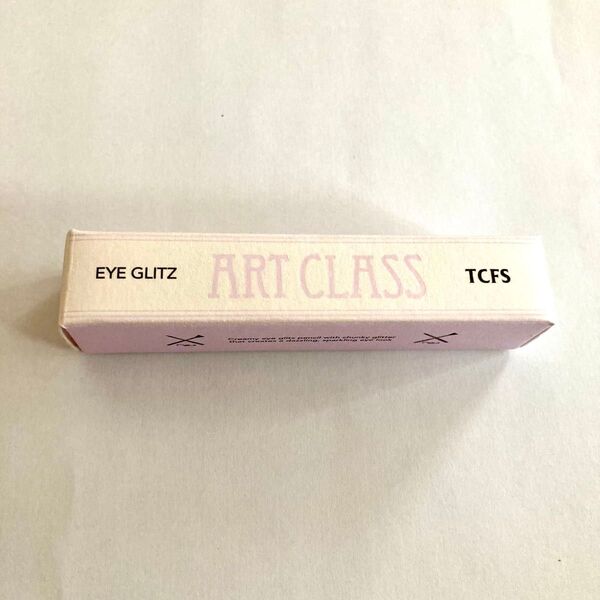 EYE GLITZ ART CLASS TCFS
Creamy eye glitz pencil with chunky glitter
that creates a dazzling, sparkling eye look